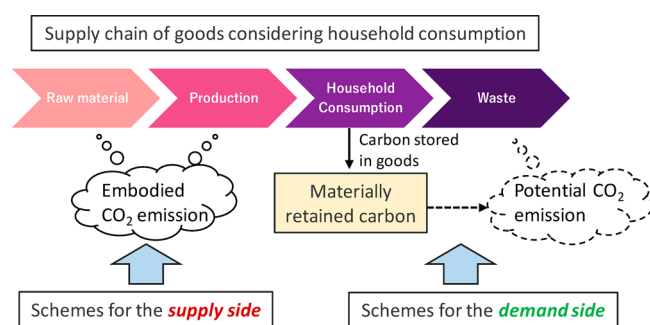 Supply chain of goods considering household consumption
Raw material
Production
Household
Consumption
Waste
Carbon stored
in goods
Embodied
CO₂ emission
Materially
retained carbon
Potential CO₂
emission
Schemes for the supply side
Schemes for the demand side